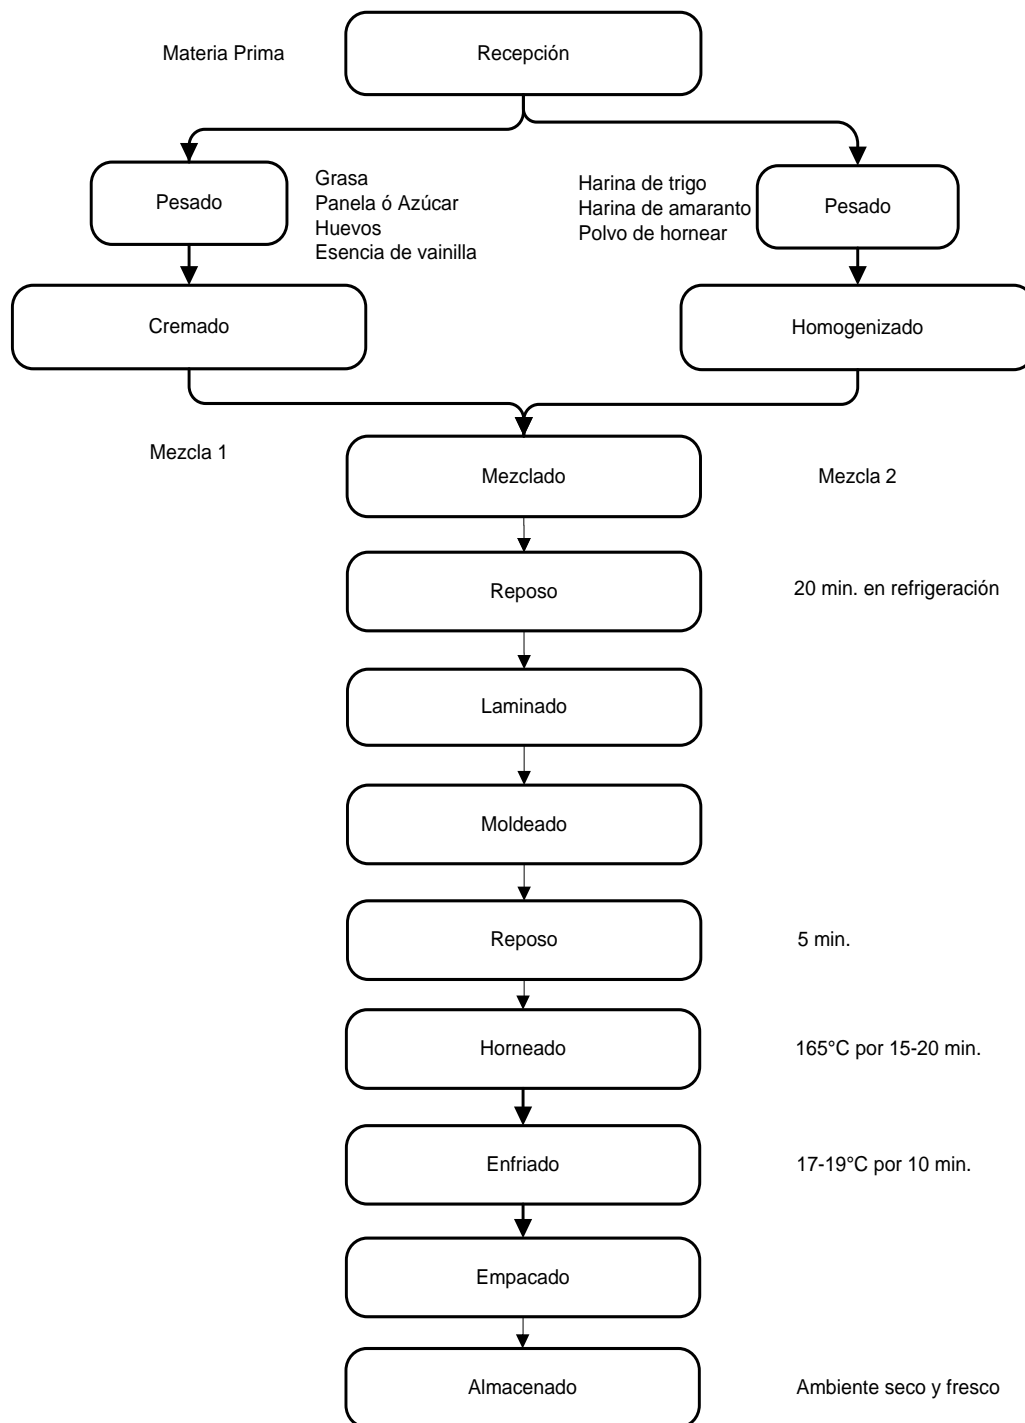 Materia Prima
Recepción
Pesado
Grasa
Panela ó Azúcar
Huevos
Esencia de vainilla
Harina de trigo
Harina de amaranto
Polvo de hornear
Pesado
Cremado
Homogenizado
Mezcla 1
Mezclado
Mezcla 2
Reposo
20 min. en refrigeración
Laminado
Moldeado
Reposo
5 min.
Horneado
165°C por 15-20 min.
Enfriado
17-19°C por 10 min.
Empacado
Almacenado
Ambiente seco y fresco